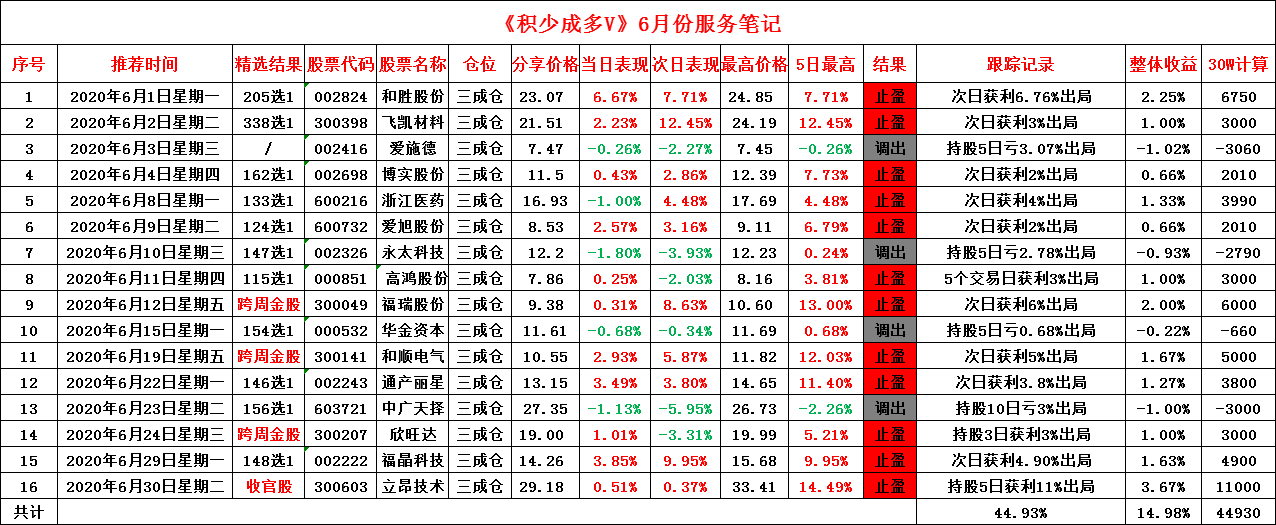 《积少成多V》6月份服务笔记
序号 推荐时间 精选结果 股票代码 股票名称 仓位 分享价格 当日表现 次日表现 最高价格 5日最高 结果 跟踪记录 整体收益 30W计算
1 2020年6月1日星期一 205选1 002824 和胜股份 三成仓 23.07 6.67% 7.71% 24.85 7.71% 止盈 次日获利6.76%出局 2.25% 6750
2 2020年6月2日星期二 338选1 300398 飞凯材料 三成仓 21.51 2.23% 12.45% 24.19 12.45% 止盈 次日获利3%出局 1.00% 3000
3 2020年6月3日星期三 / 002416 爱施德 三成仓 7.47 -0.26% -2.27% 7.45 -0.26% 调出 持股5日亏3.07%出局 -1.02% -3060
4 2020年6月4日星期四 162选1 002698 博实股份 三成仓 11.5 0.43% 2.86% 12.39 7.73% 止盈 次日获利2%出局 0.66% 2010
5 2020年6月8日星期一 133选1 600216 浙江医药 三成仓 16.93 -1.00% 4.48% 17.69 4.48% 止盈 次日获利4%出局 1.33% 3990
6 2020年6月9日星期二 124选1 600732 爱旭股份 三成仓 8.53 2.57% 3.16% 9.11 6.79% 止盈 次日获利2%出局 0.66% 2010
7 2020年6月10日星期三 147选1 002326 永太科技 三成仓 12.2 -1.80% -3.93% 12.23 0.24% 调出 持股5日亏2.78%出局 -0.93% -2790
8 2020年6月11日星期四 115选1 000851 高鸿股份 三成仓 7.86 0.25% -2.03% 8.16 3.81% 止盈 5个交易日获利3%出局 1.00% 3000
9 2020年6月12日星期五 跨周金股 300049 福瑞股份 三成仓 9.38 0.31% 8.63% 10.60 13.00% 止盈 次日获利6%出局 2.00% 6000
10 2020年6月15日星期一 154选1 000532 华金资本 三成仓 11.61 -0.68% -0.34% 11.69 0.68% 调出 持股5日亏0.68%出局 -0.22% -660
11 2020年6月19日星期五 跨周金股 300141 和顺电气 三成仓 10.55 2.93% 5.87% 11.82 12.03% 止盈 次日获利5%出局 1.67% 5000
12 2020年6月22日星期一 146选1 002243 通产丽星 三成仓 13.15 3.49% 3.80% 14.65 11.40% 止盈 次日获利3.8%出局 1.27% 3800
13 2020年6月23日星期二 156选1 603721 中广天择 三成仓 27.35 -1.13% -5.95% 26.73 -2.26% 调出 持股10日亏3%出局 -1.00% -3000
14 2020年6月24日星期三 跨周金股 300207 欣旺达 三成仓 19.00 1.01% -3.31% 19.99 5.21% 止盈 持股3日获利3%出局 1.00% 3000
15 2020年6月29日星期一 148选1 002222 福晶科技 三成仓 14.26 3.85% 9.95% 15.68 9.95% 止盈 次日获利4.90%出局 1.63% 4900
16 2020年6月30日星期二 收官股 300603 立昂技术 三成仓 29.18 0.51% 0.37% 33.41 14.49% 止盈 持股5日获利11%出局 3.67% 11000
共计 44.93% 14.98% 44930